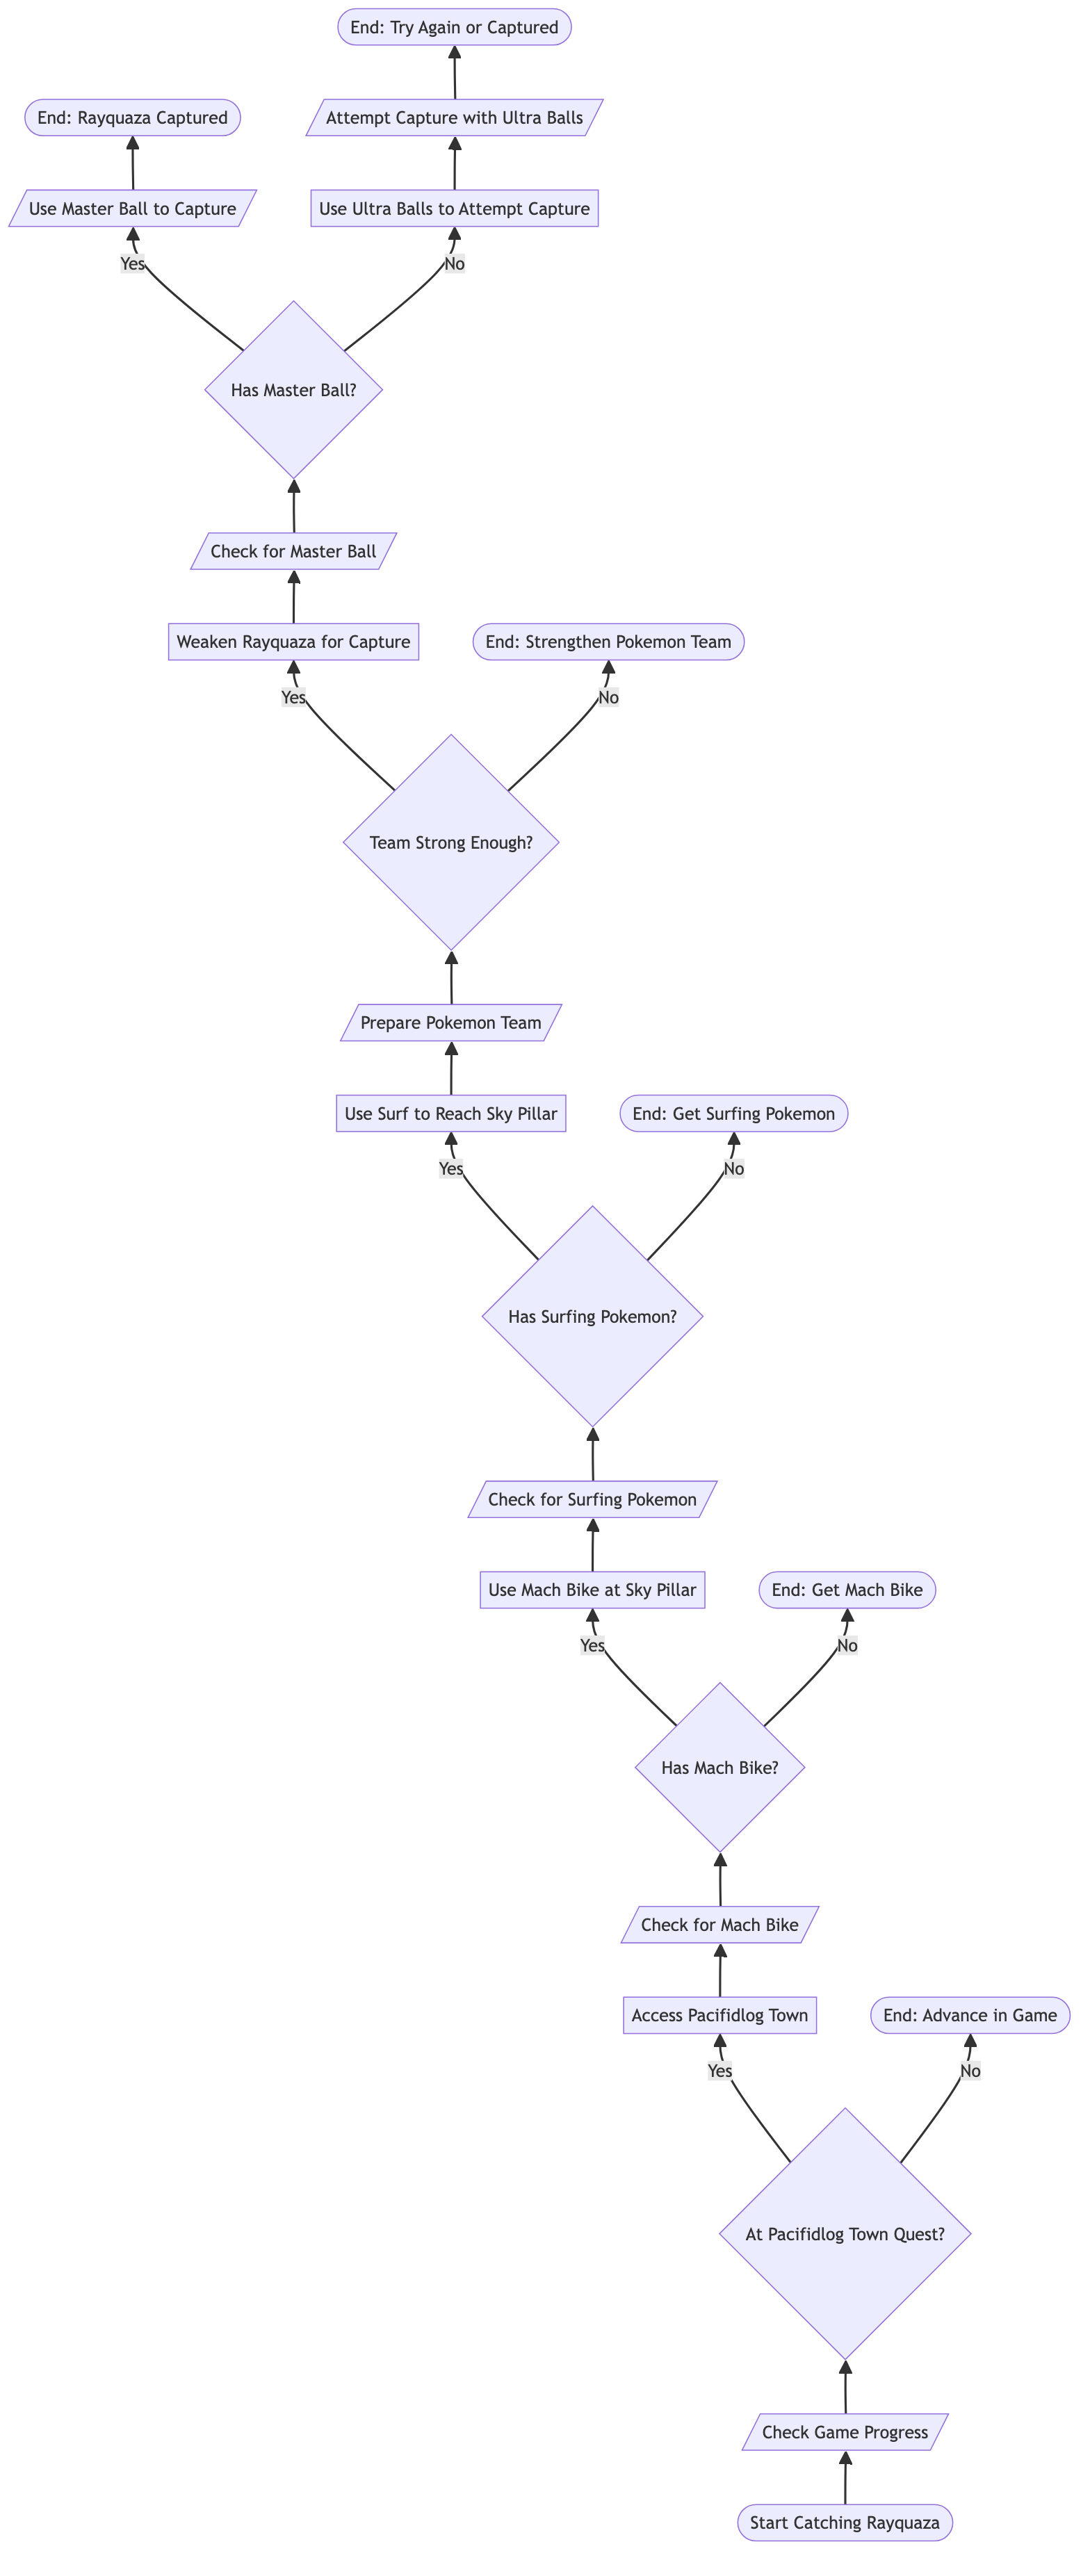 End: Try Again or Captured
End: Rayquaza Captured
Attempt Capture with Ultra Balls
Use Master Ball to Capture
Use Ultra Balls to Attempt Capture
Yes
No
Has Master Ball?
Check for Master Ball
Weaken Rayquaza for Capture
End: Strengthen Pokemon Team
Yes
No
Team Strong Enough?
Prepare Pokemon Team
Use Surf to Reach Sky Pillar
End: Get Surfing Pokemon
Yes
No
Has Surfing Pokemon?
Check for Surfing Pokemon
Use Mach Bike at Sky Pillar
End: Get Mach Bike
Yes
No
Has Mach Bike?
Check for Mach Bike
Access Pacifidlog Town
End: Advance in Game
Yes
No
At Pacifidlog Town Quest?
Check Game Progress
Start Catching Rayquaza